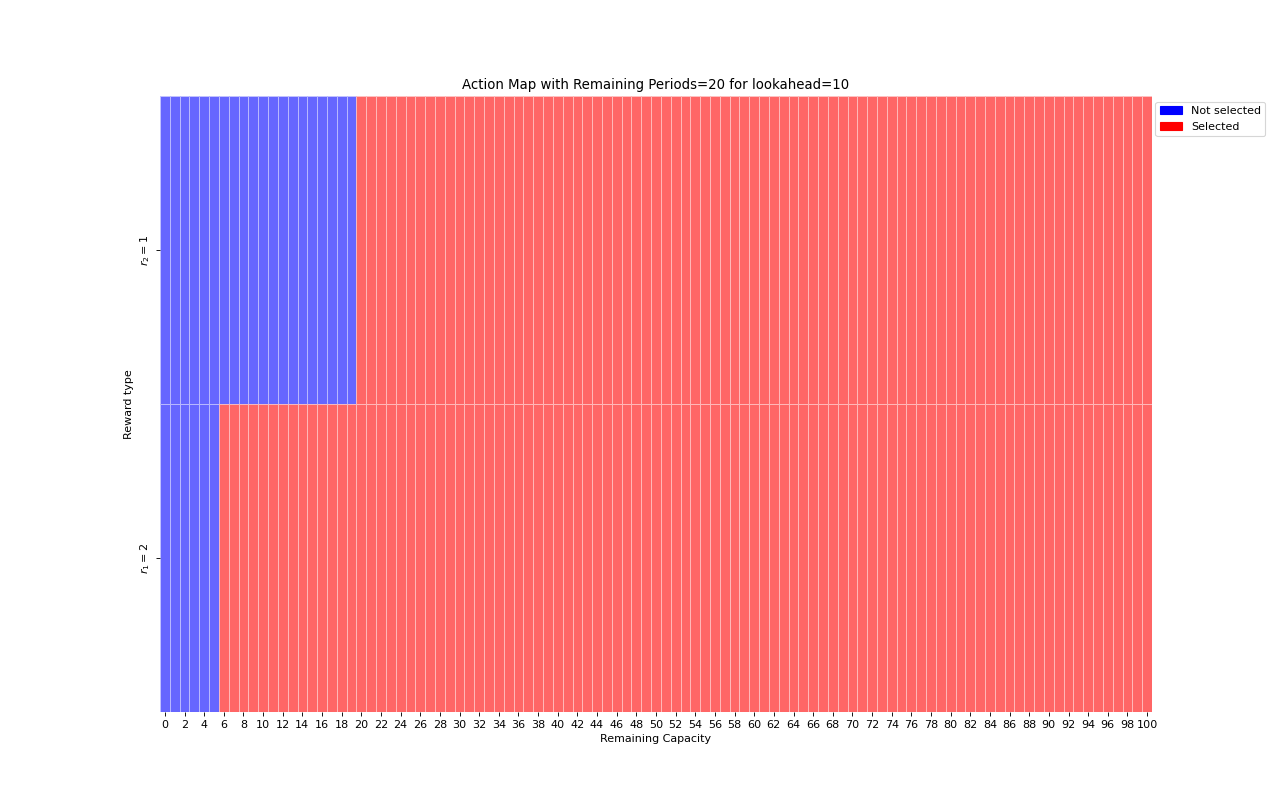 Action Map with Remaining Periods=20 for lookahead=10
Not selected
Selected
r₂ = 1
Reward type
r₁ = 2
0 2 4 6 8 10 12 14 16 18 20 22 24 26 28 30 32 34 36 38 40 42 44 46 48 50 52 54 56 58 60 62 64 66 68 70 72 74 76 78 80 82 84 86 88 90 92 94 96 98 100
Remaining Capacity